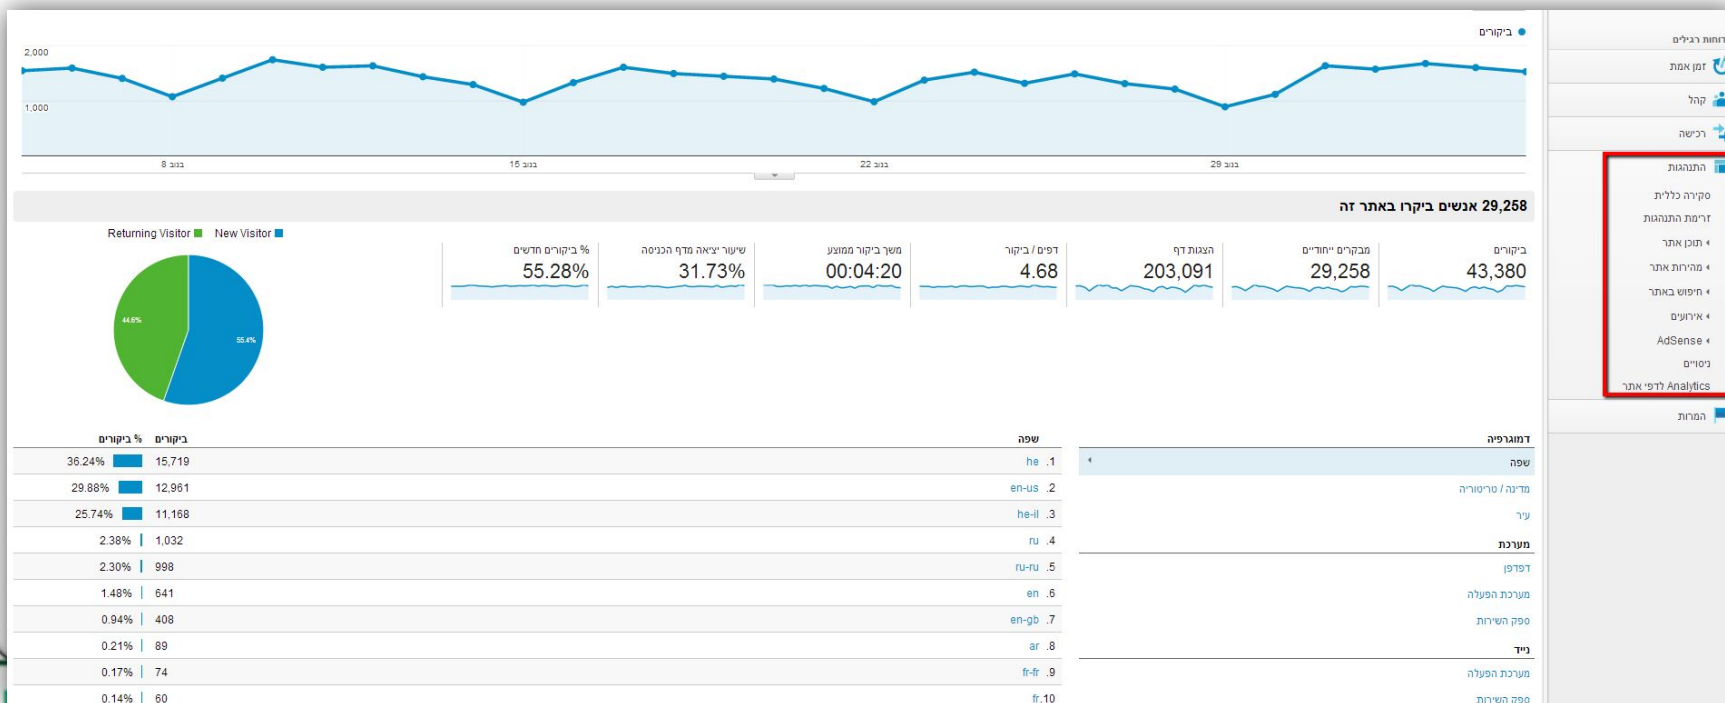 ביקורים
2,000
1,000
8 בנוב
15 בנוב
22 בנוב
29 בנוב
29,258 אנשים ביקרו באתר זה
ביקורים
43,380
מבקרים ייחודיים
29,258
הצגות דף
203,091
דפים / ביקור
4.68
משך ביקור ממוצע
00:04:20
שיעור יציאה מדף הכניסה
31.73%
% ביקורים חדשים
55.28%
New Visitor Returning Visitor
44.6%
55.4%
דמוגרפיה
שפה
מדינה / טריטוריה
עיר
מערכת
דפדפן
מערכת הפעלה
ספק השירות
נייד
מערכת הפעלה
ספק השירות
שפה ביקורים % ביקורים
1. he 15,719 36.24%
2. en-us 12,961 29.88%
3. he-il 11,168 25.74%
4. ru 1,032 2.38%
5. ru-ru 998 2.30%
6. en 641 1.48%
7. en-gb 408 0.94%
8. ar 89 0.21%
9. fr-fr 74 0.17%
10. fr 60 0.14%
דוחות רגילים
זמן אמת
קהל
רכישה
התנהגות
סקירה כללית
זרימת התנהגות
תוכן אתר
מהירות אתר
חיפוש באתר
אירועים
AdSense
ניסויים
Analytics לדפי אתר
המרות